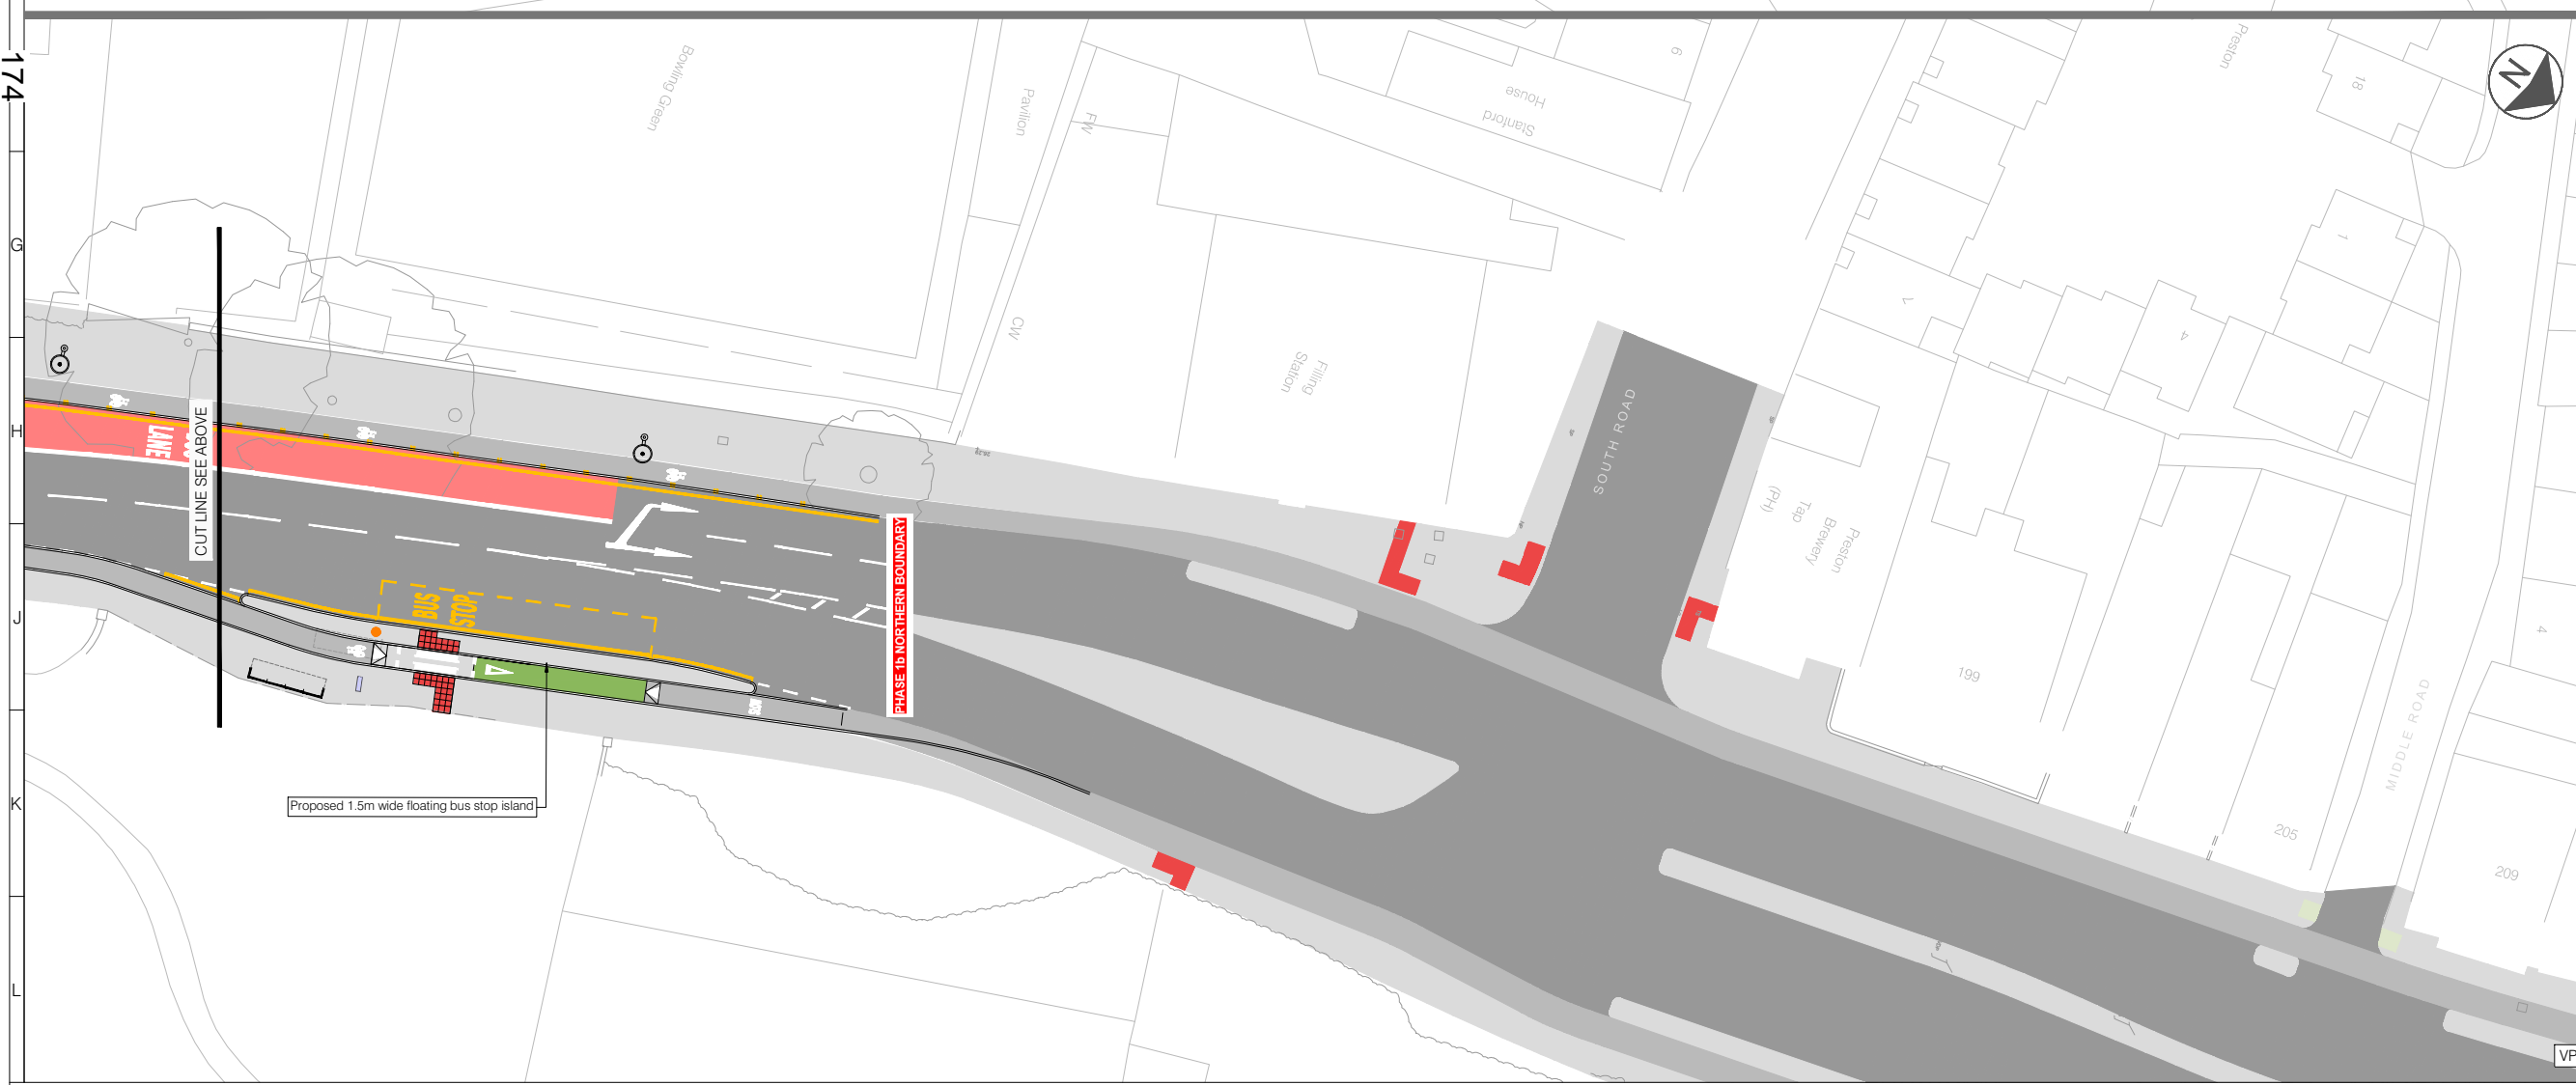 174
G
H
J
K
L
N
Bowling Green
Pavilion
FW
CW
House
Stanford
6
Preston
18
1
4
4
Filling
Station
SOUTH ROAD
Preston
Brewery
Tap
(PH)
199
205
209
MIDDLE ROAD
LANE
CUT LINE SEE ABOVE
BUS
STOP
PHASE 1b NORTHERN BOUNDARY
Proposed 1.5m wide floating bus stop island
VP